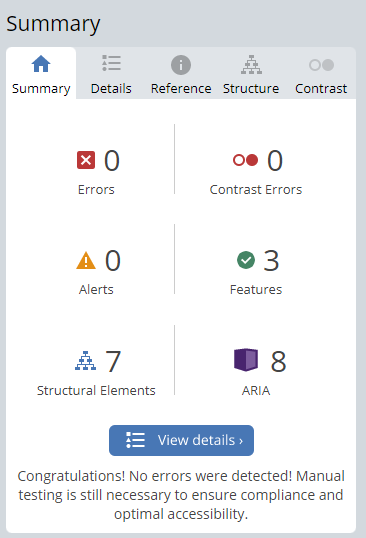 Summary
Summary Details Reference Structure Contrast
0 0
Errors Contrast Errors
0 3
Alerts Features
7 8
Structural Elements ARIA
View details ›
Congratulations! No errors were detected! Manual
testing is still necessary to ensure compliance and
optimal accessibility.